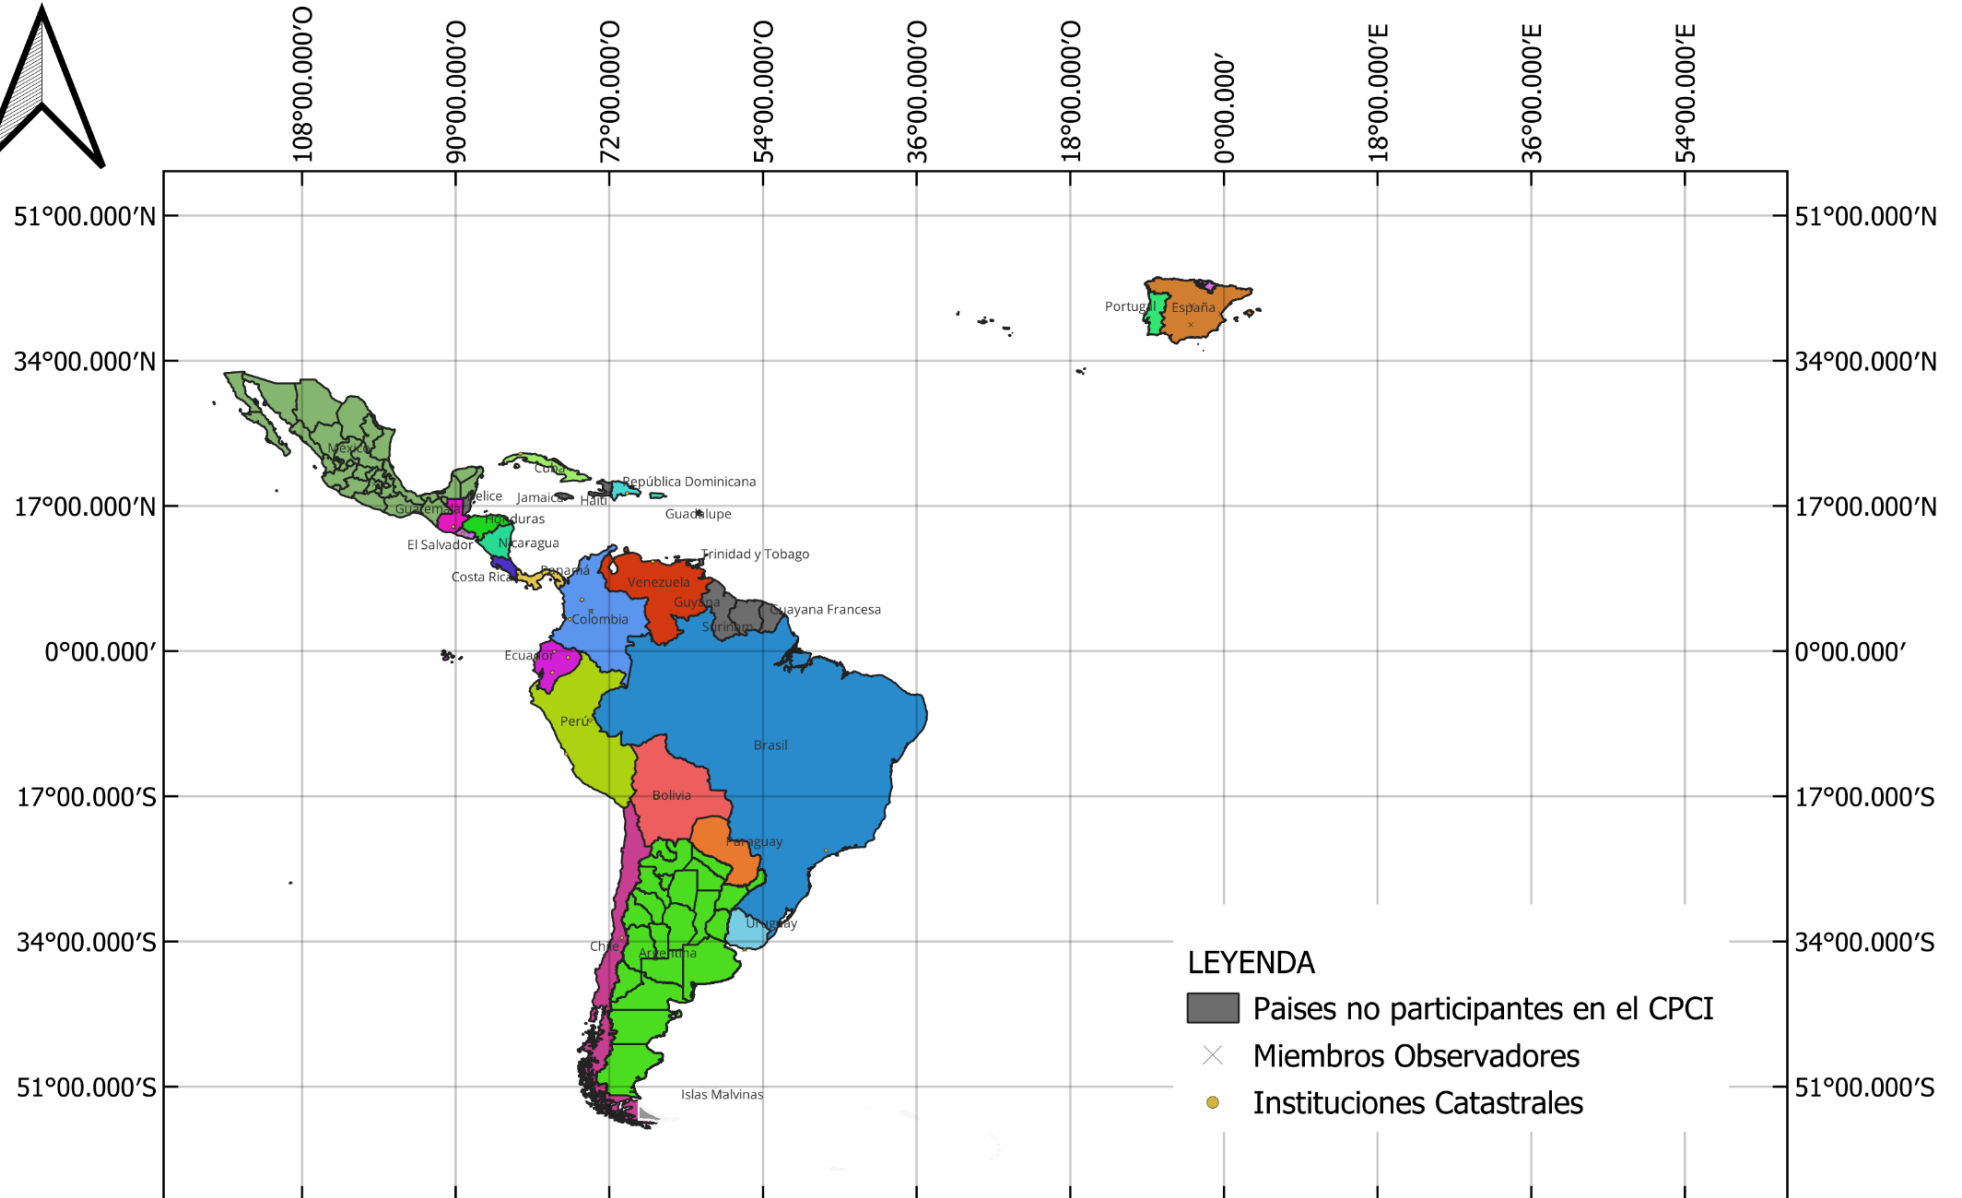 108°00.000′O
90°00.000′O
72°00.000′O
54°00.000′O
36°00.000′O
18°00.000′O
0°00.000′
18°00.000′E
36°00.000′E
54°00.000′E
51°00.000′N
51°00.000′N
Portugal
España
34°00.000′N
34°00.000′N
México
Cuba
República Dominicana
elice
Jamaica
Haití
17°00.000′N
17°00.000′N
Guatemala
Guadalupe
Honduras
El Salvador
Nicaragua
Trinidad y Tobago
Costa Rica
Panamá
Venezuela
Guyana
Guayana Francesa
Colombia
Surinam
0°00.000′
0°00.000′
Ecuador
Perú
Brasil
17°00.000′S
17°00.000′S
Bolivia
Paraguay
Uruguay
34°00.000′S
34°00.000′S
Chile
Argentina
LEYENDA
Paises no participantes en el CPCI
Miembros Observadores
51°00.000′S
51°00.000′S
Islas Malvinas
Instituciones Catastrales